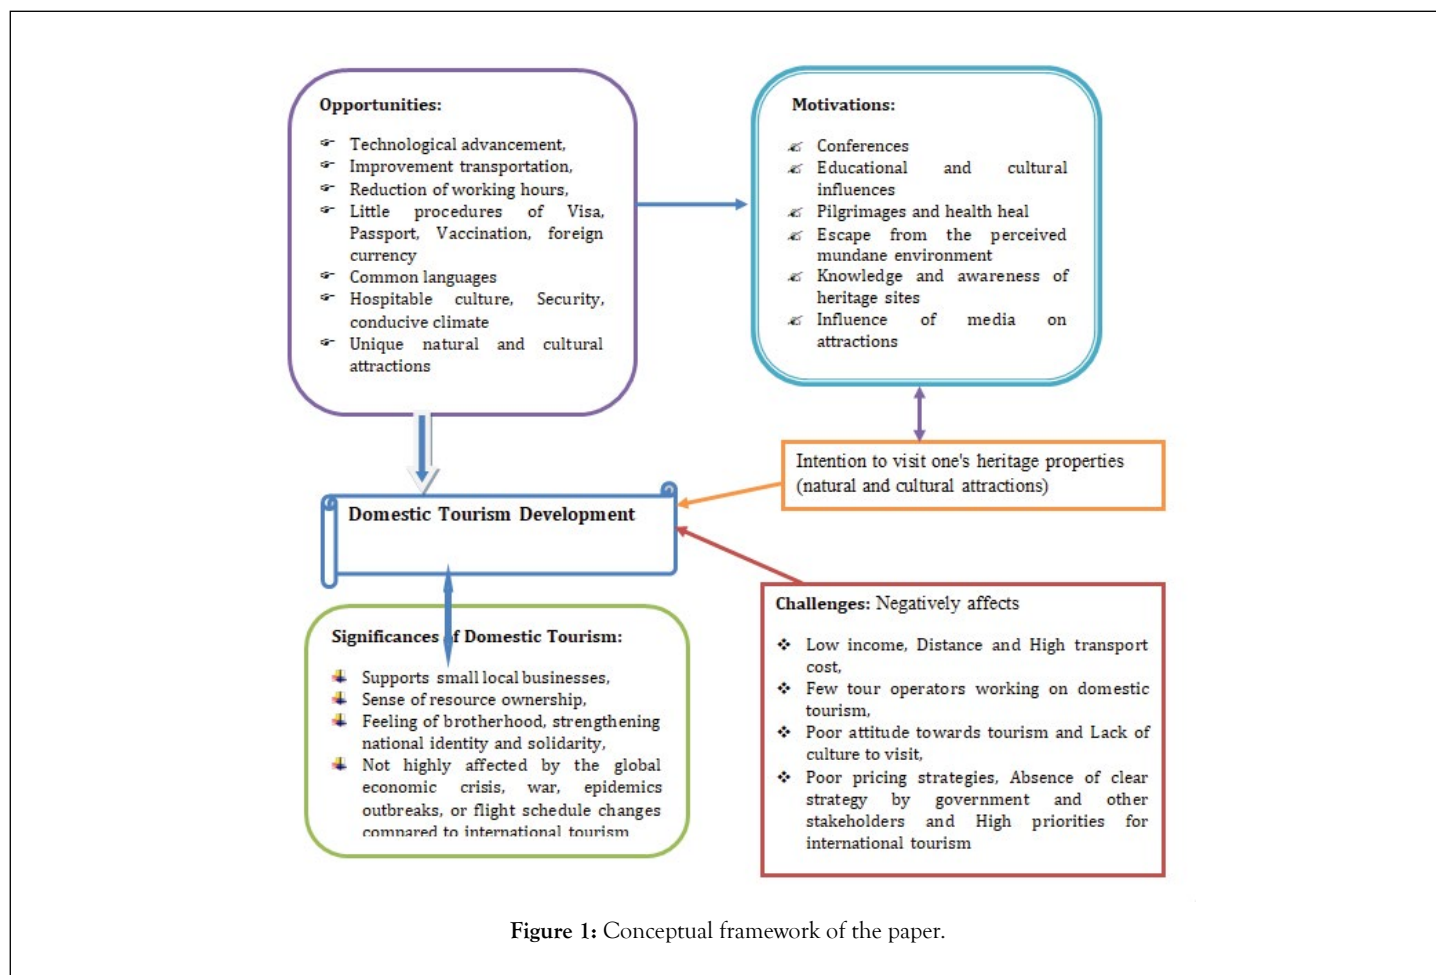 Opportunities:
Technological advancement,
Improvement transportation,
Reduction of working hours,
Little procedures of Visa,
Passport, Vaccination, foreign
currency
Common languages
Hospitable culture, Security,
conducive climate
Unique natural and cultural
attractions
Motivations:
Conferences
Educational and cultural
influences
Pilgrimages and health heal
Escape from the perceived
mundane environment
Knowledge and awareness of
heritage sites
Influence of media on
attractions
Intention to visit one's heritage properties
(natural and cultural attractions)
Domestic Tourism Development
Significances of Domestic Tourism:
Supports small local businesses,
Sense of resource ownership,
Feeling of brotherhood, strengthening
national identity and solidarity,
Not highly affected by the global
economic crisis, war, epidemics
outbreaks, or flight schedule changes
compared to international tourism
Challenges: Negatively affects
Low income, Distance and High transport
cost,
Few tour operators working on domestic
tourism,
Poor attitude towards tourism and Lack of
culture to visit,
Poor pricing strategies, Absence of clear
strategy by government and other
stakeholders and High priorities for
international tourism
Figure 1: Conceptual framework of the paper.